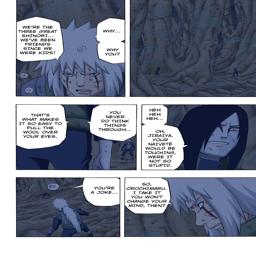 WE'RE THE
THREE GREAT
SHINOBI...
WE'VE BEEN
FRIENDS
SINCE WE
WERE KIDS!
WHY...
WHY
YOU?
THAT'S
WHAT MAKES
IT SO EASY TO
PULL THE
WOOL OVER
YOUR EYES.
YOU
NEVER
DO THINK
THINGS
THROUGH...
HEH
HEH
HEH...
OH,
JIRAIYA.
YOUR
NAIVETÉ
WOULD BE
TOUCHING,
WERE IT
NOT SO
STUPID.
YOU'RE
A JOKE...
SO,
OROCHIMARU.
I TAKE IT
YOU WON'T
CHANGE YOUR
MIND, THEN?